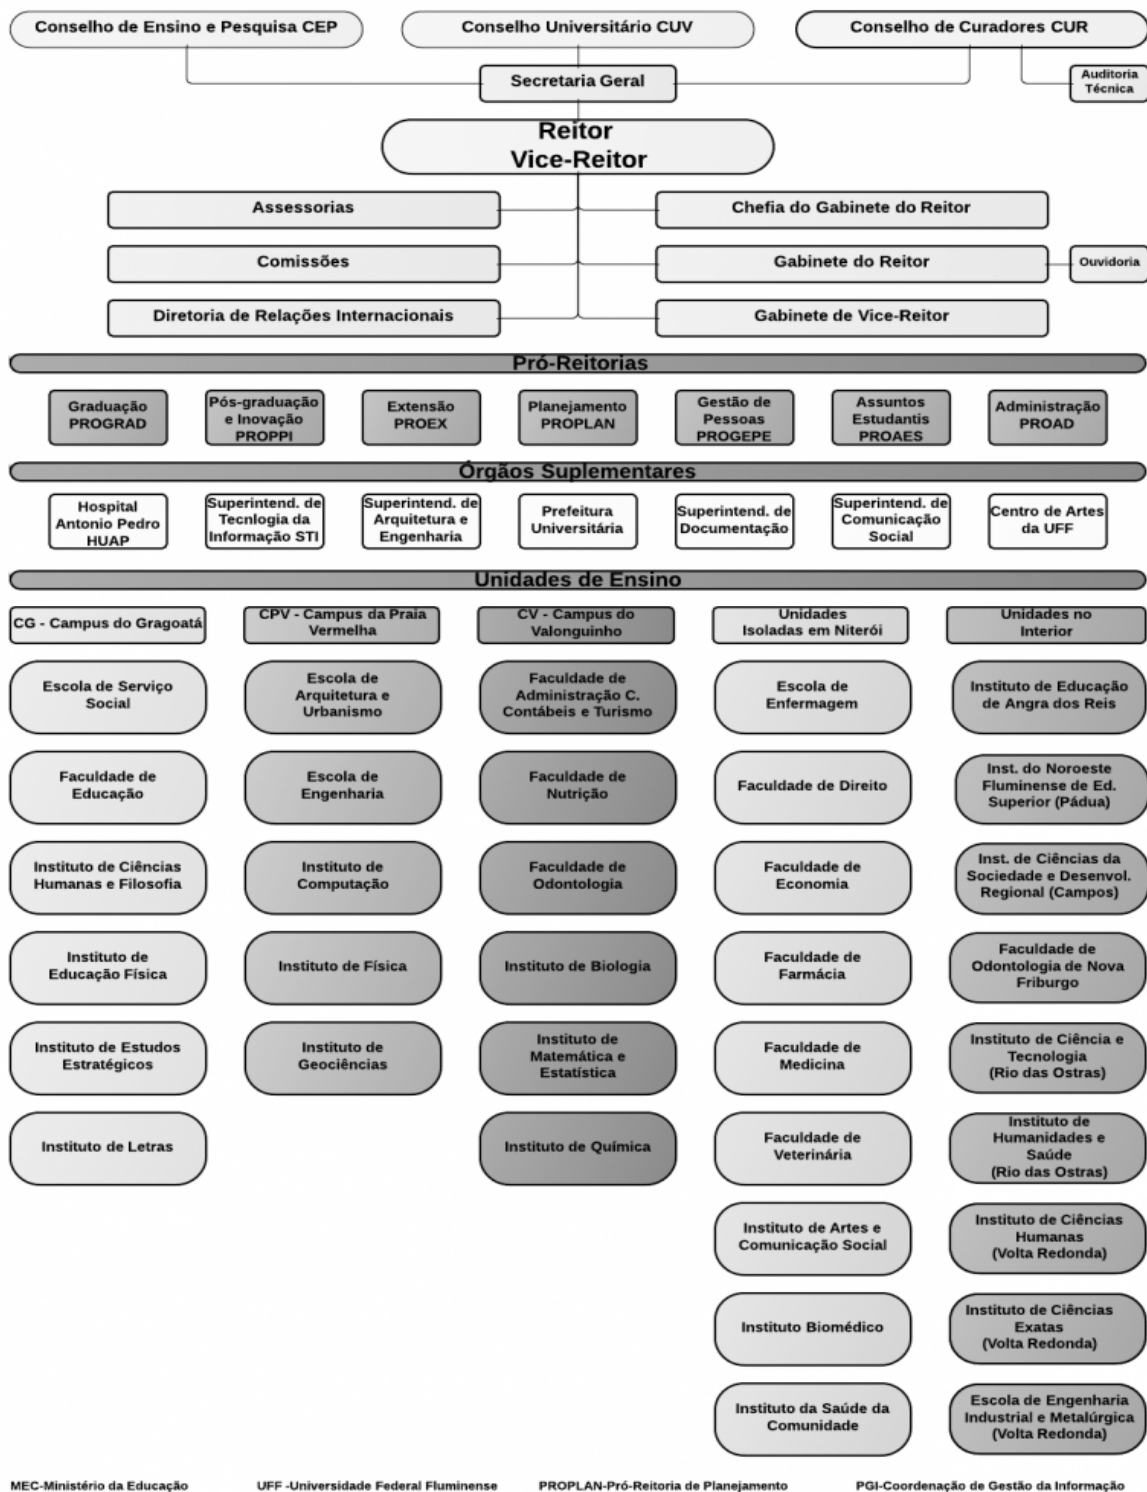 Conselho de Ensino e Pesquisa CEP
Conselho Universitário CUV
Conselho de Curadores CUR
Secretaria Geral
Auditoria
Técnica
Reitor
Vice-Reitor
Assessorias
Chefia do Gabinete do Reitor
Comissões
Gabinete do Reitor
Ouvidoria
Diretoria de Relações Internacionais
Gabinete de Vice-Reitor
Pró-Reitorias
Graduação
PROGRAD
Pós-graduação
e Inovação
PROPPI
Extensão
PROEX
Planejamento
PROPLAN
Gestão de
Pessoas
PROGEPE
Assuntos
Estudantis
PROAES
Administração
PROAD
Órgãos Suplementares
Hospital
Antonio Pedro
HUAP
Superintend. de
Tecnlogia da
Informação STI
Superintend. de
Arquitetura e
Engenharia
Prefeitura
Universitária
Superintend. de
Documentação
Superintend. de
Comunicação
Social
Centro de Artes
da UFF
Unidades de Ensino
CG - Campus do Gragoatá
Escola de Serviço
Social
Faculdade de
Educação
Instituto de Ciências
Humanas e Filosofia
Instituto de
Educação Física
Instituto de Estudos
Estratégicos
Instituto de Letras
CPV - Campus da Praia
Vermelha
Escola de
Arquitetura e
Urbanismo
Escola de
Engenharia
Instituto de
Computação
Instituto de Física
Instituto de
Geociências
CV - Campus do
Valonguinho
Faculdade de
Administração C.
Contábeis e Turismo
Faculdade de
Nutrição
Faculdade de
Odontologia
Instituto de Biologia
Instituto de
Matemática e
Estatística
Instituto de Química
Unidades
Isoladas em Niterói
Escola de
Enfermagem
Faculdade de Direito
Faculdade de
Economia
Faculdade de
Farmácia
Faculdade de
Medicina
Faculdade de
Veterinária
Instituto de Artes e
Comunicação Social
Instituto Biomédico
Instituto da Saúde da
Comunidade
Unidades no
Interior
Instituto de Educação
de Angra dos Reis
Inst. do Noroeste
Fluminense de Ed.
Superior (Pádua)
Inst. de Ciências da
Sociedade e Desenvol.
Regional (Campos)
Faculdade de
Odontologia de Nova
Friburgo
Instituto de Ciência e
Tecnologia
(Rio das Ostras)
Instituto de
Humanidades e
Saúde
(Rio das Ostras)
Instituto de Ciências
Humanas
(Volta Redonda)
Instituto de Ciências
Exatas
(Volta Redonda)
Escola de Engenharia
Industrial e Metalúrgica
(Volta Redonda)
MEC-Ministério da Educação
UFF -Universidade Federal Fluminense
PROPLAN-Pró-Reitoria de Planejamento
PGI-Coordenação de Gestão da Informação